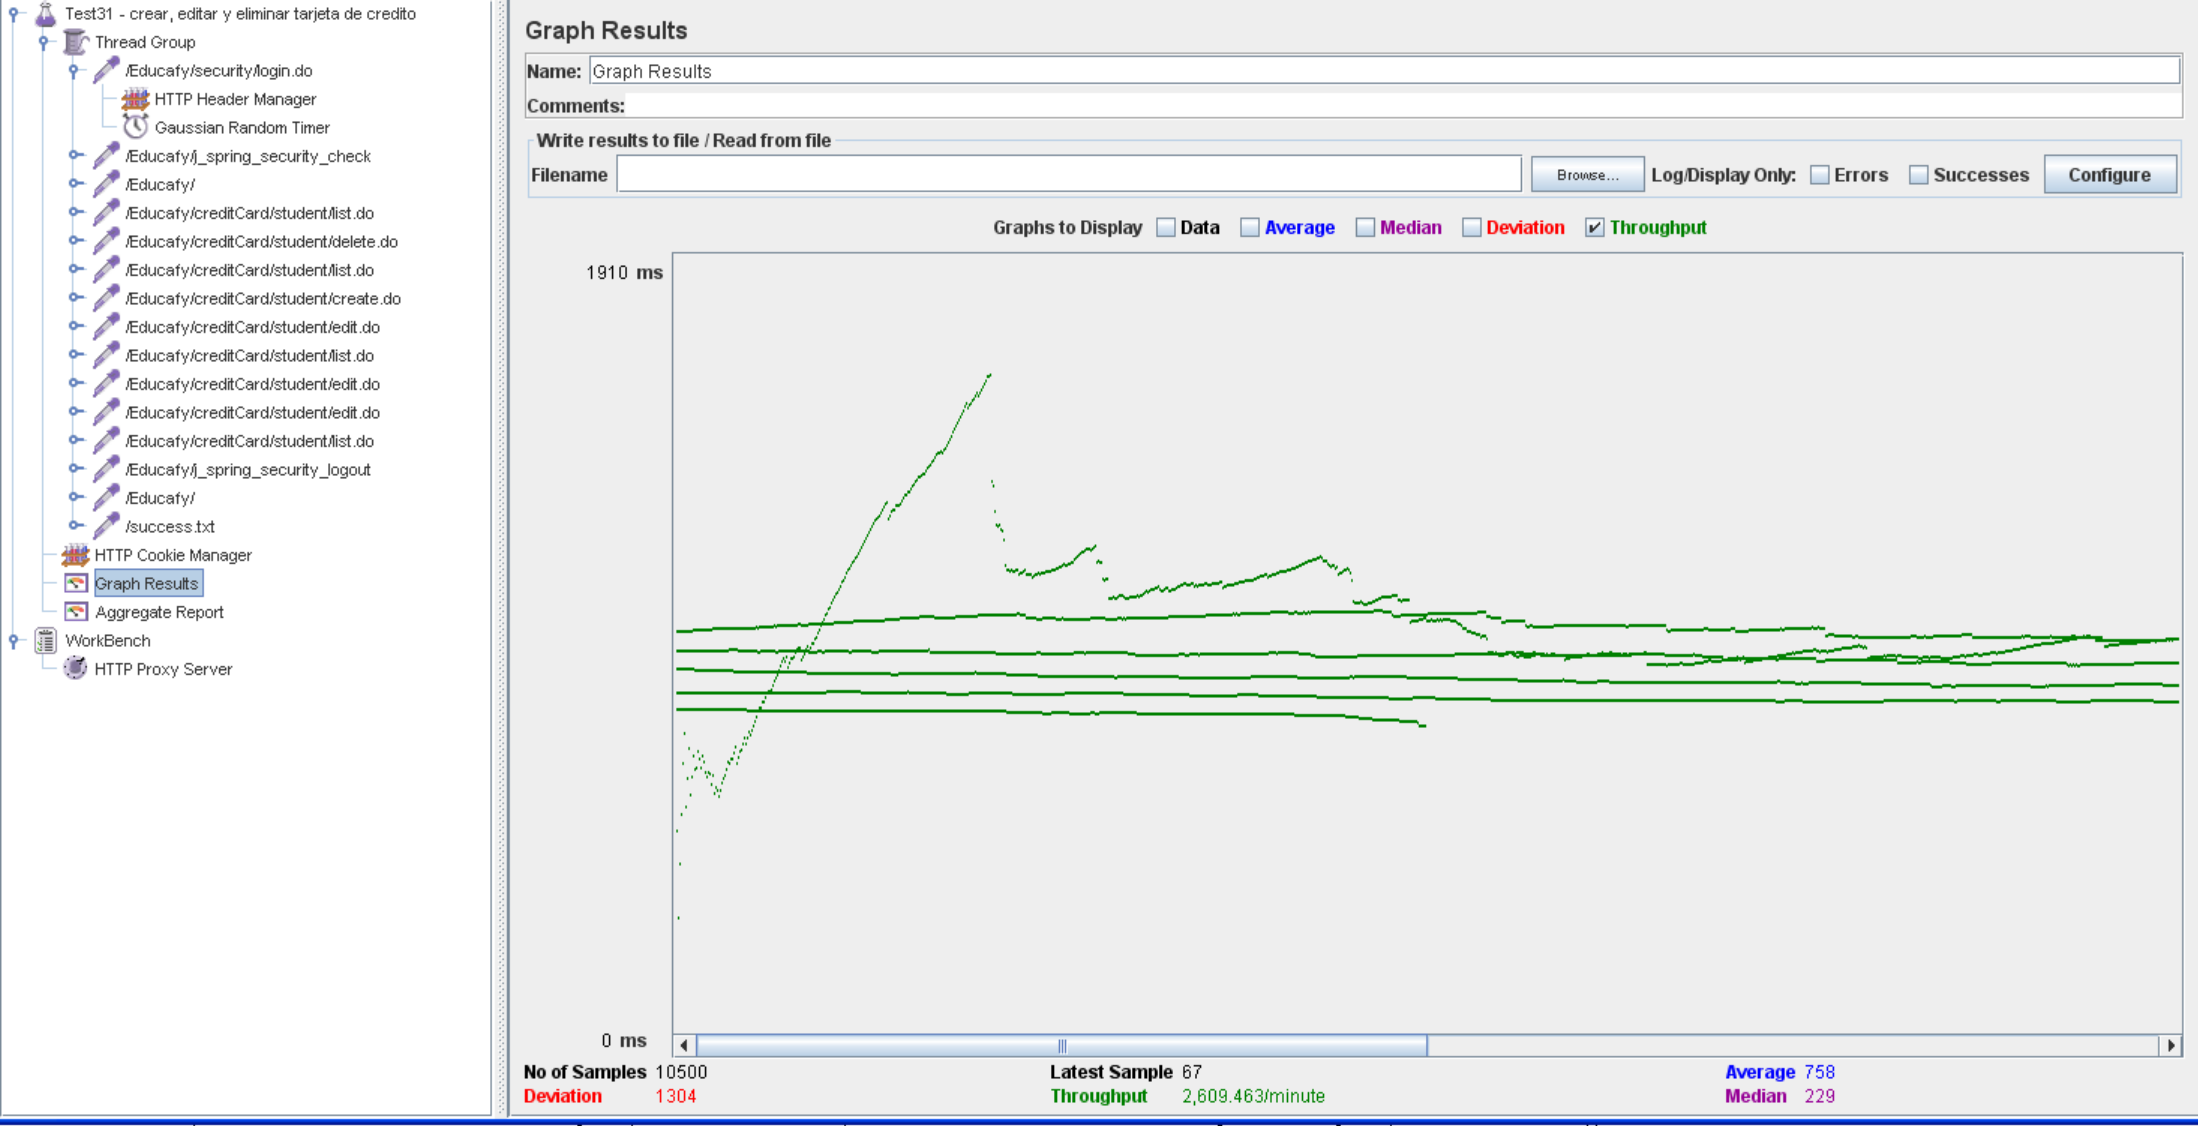 Test31 - crear, editar y eliminar tarjeta de credito
Thread Group
/Educafy/security/login.do
HTTP Header Manager
Gaussian Random Timer
/Educafy/j_spring_security_check
/Educafy/
/Educafy/creditCard/student/list.do
/Educafy/creditCard/student/delete.do
/Educafy/creditCard/student/list.do
/Educafy/creditCard/student/create.do
/Educafy/creditCard/student/edit.do
/Educafy/creditCard/student/list.do
/Educafy/creditCard/student/edit.do
/Educafy/creditCard/student/edit.do
/Educafy/creditCard/student/list.do
/Educafy/j_spring_security_logout
/Educafy/
/success.txt
HTTP Cookie Manager
Graph Results
Aggregate Report
WorkBench
HTTP Proxy Server
Graph Results
Name: Graph Results
Comments:
Write results to file / Read from file
Filename Browse... Log/Display Only: Errors Successes Configure
Graphs to Display Data Average Median Deviation Throughput
1910 ms
0 ms
No of Samples 10500 Latest Sample 67 Average 758
Deviation 1304 Throughput 2,609.463/minute Median 229